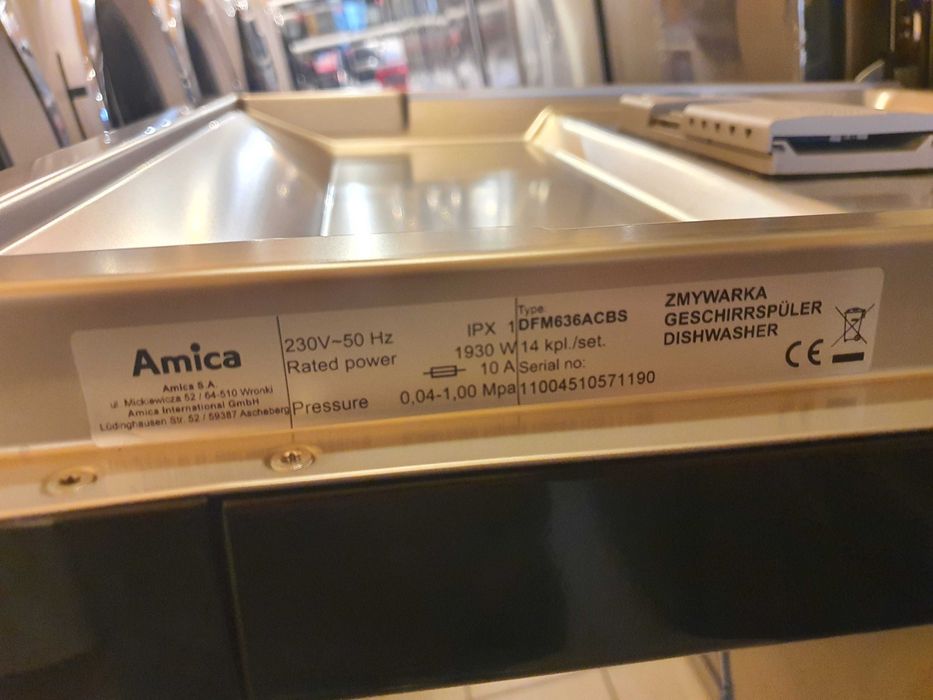 Amica
Amica S.A.
ul. Mickiewicza 52 / 64-510 Wronki
Amica International GmbH
Lüdinghausen Str. 52 / 59387 Ascheberg
230V~50 Hz
Rated power
Pressure
IPX 1
1930 W
10 A
0,04-1,00 Mpa
Type
DFM636ACBS
14 kpl./set.
Serial no:
11004510571190
ZMYWARKA
GESCHIRRSPÜLER
DISHWASHER
CE